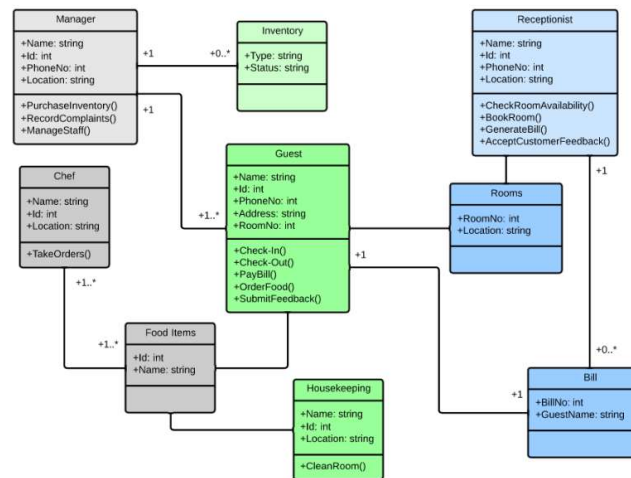 Manager
+Name: string
+Id: int
+PhoneNo: int
+Location: string
+PurchaseInventory()
+RecordComplaints()
+ManageStaff()
+1
+0..*
+1
Inventory
+Type: string
+Status: string
Receptionist
+Name: string
+Id: int
+PhoneNo: int
+Location: string
+CheckRoomAvailability()
+BookRoom()
+GenerateBill()
+AcceptCustomerFeedback()
+1
Chef
+Name: string
+Id: int
+Location: string
+TakeOrders()
+1..*
Guest
+Name: string
+Id: int
+PhoneNo: int
+Address: string
+RoomNo: int
+Check-In()
+Check-Out()
+PayBill()
+OrderFood()
+SubmitFeedback()
+1..*
+1
Rooms
+RoomNo: int
+Location: string
+1..*
Food Items
+Id: int
+Name: string
Housekeeping
+Name: string
+Id: int
+Location: string
+CleanRoom()
+0..*
+1
Bill
+BillNo: int
+GuestName: string